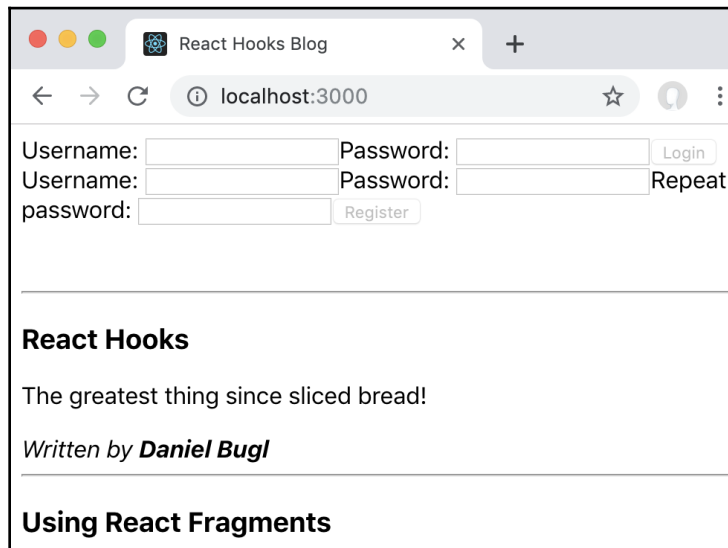 React Hooks Blog
localhost:3000
Username: Password: Login
Username: Password: Repeat
password: Register
React Hooks
The greatest thing since sliced bread!
Written by Daniel Bugl
Using React Fragments